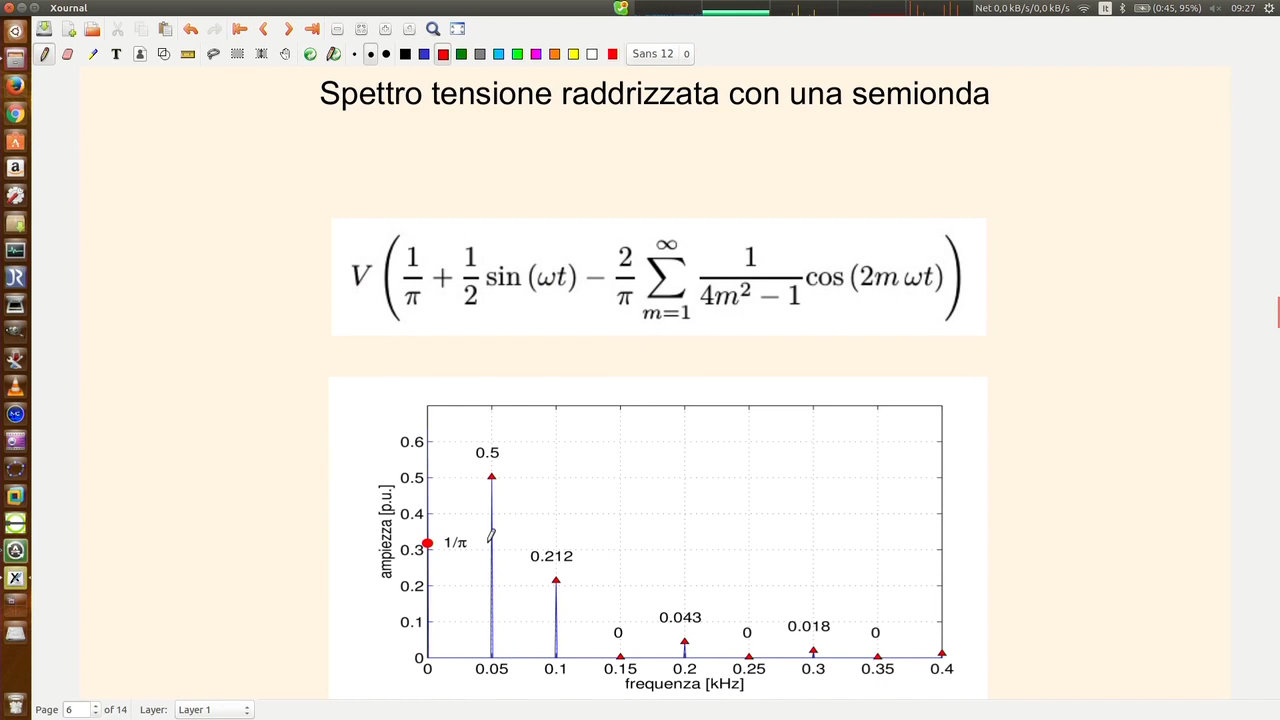 Xournal
Net 0,0 kB/s/0,0 kB/s
It
(0:45, 95%)
09:27
Sans 12
0
Spettro tensione raddrizzata con una semionda
V ( 1/π + 1/2 sin (ωt) − 2/π ∑_{m=1}^{∞} 1/(4m² − 1) cos (2m ωt) )
ampiezza [p.u.]
0.6
0.5
0.4
0.3
0.2
0.1
0
1/π
0.5
0.212
0
0.043
0
0.018
0
0 0.05 0.1 0.15 0.2 0.25 0.3 0.35 0.4
frequenza [kHz]
Page 6 of 14 Layer: Layer 1